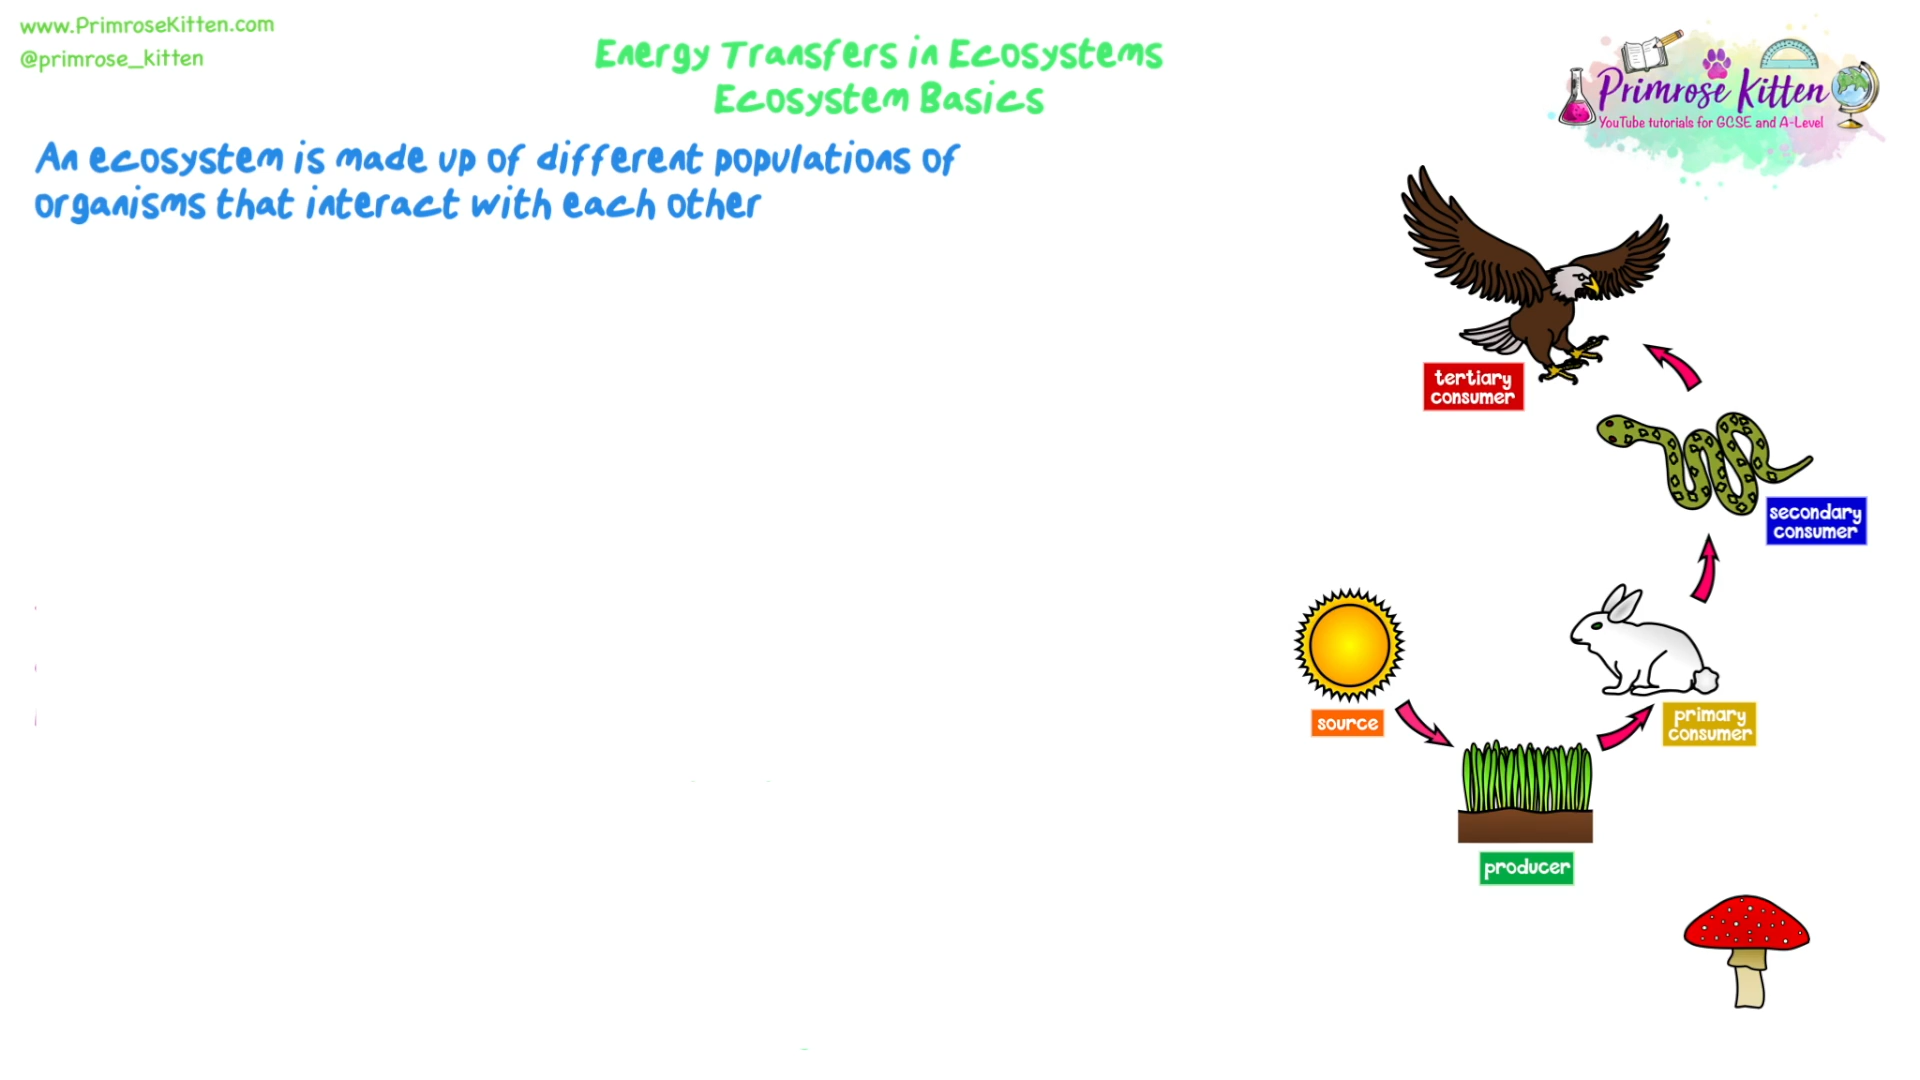 www.PrimroseKitten.com
@primrose_kitten
Energy Transfers in Ecosystems
Ecosystem Basics
Primrose Kitten
YouTube tutorials for GCSE and A-Level
An ecosystem is made up of different populations of
organisms that interact with each other
tertiary
consumer
secondary
consumer
source
primary
consumer
producer